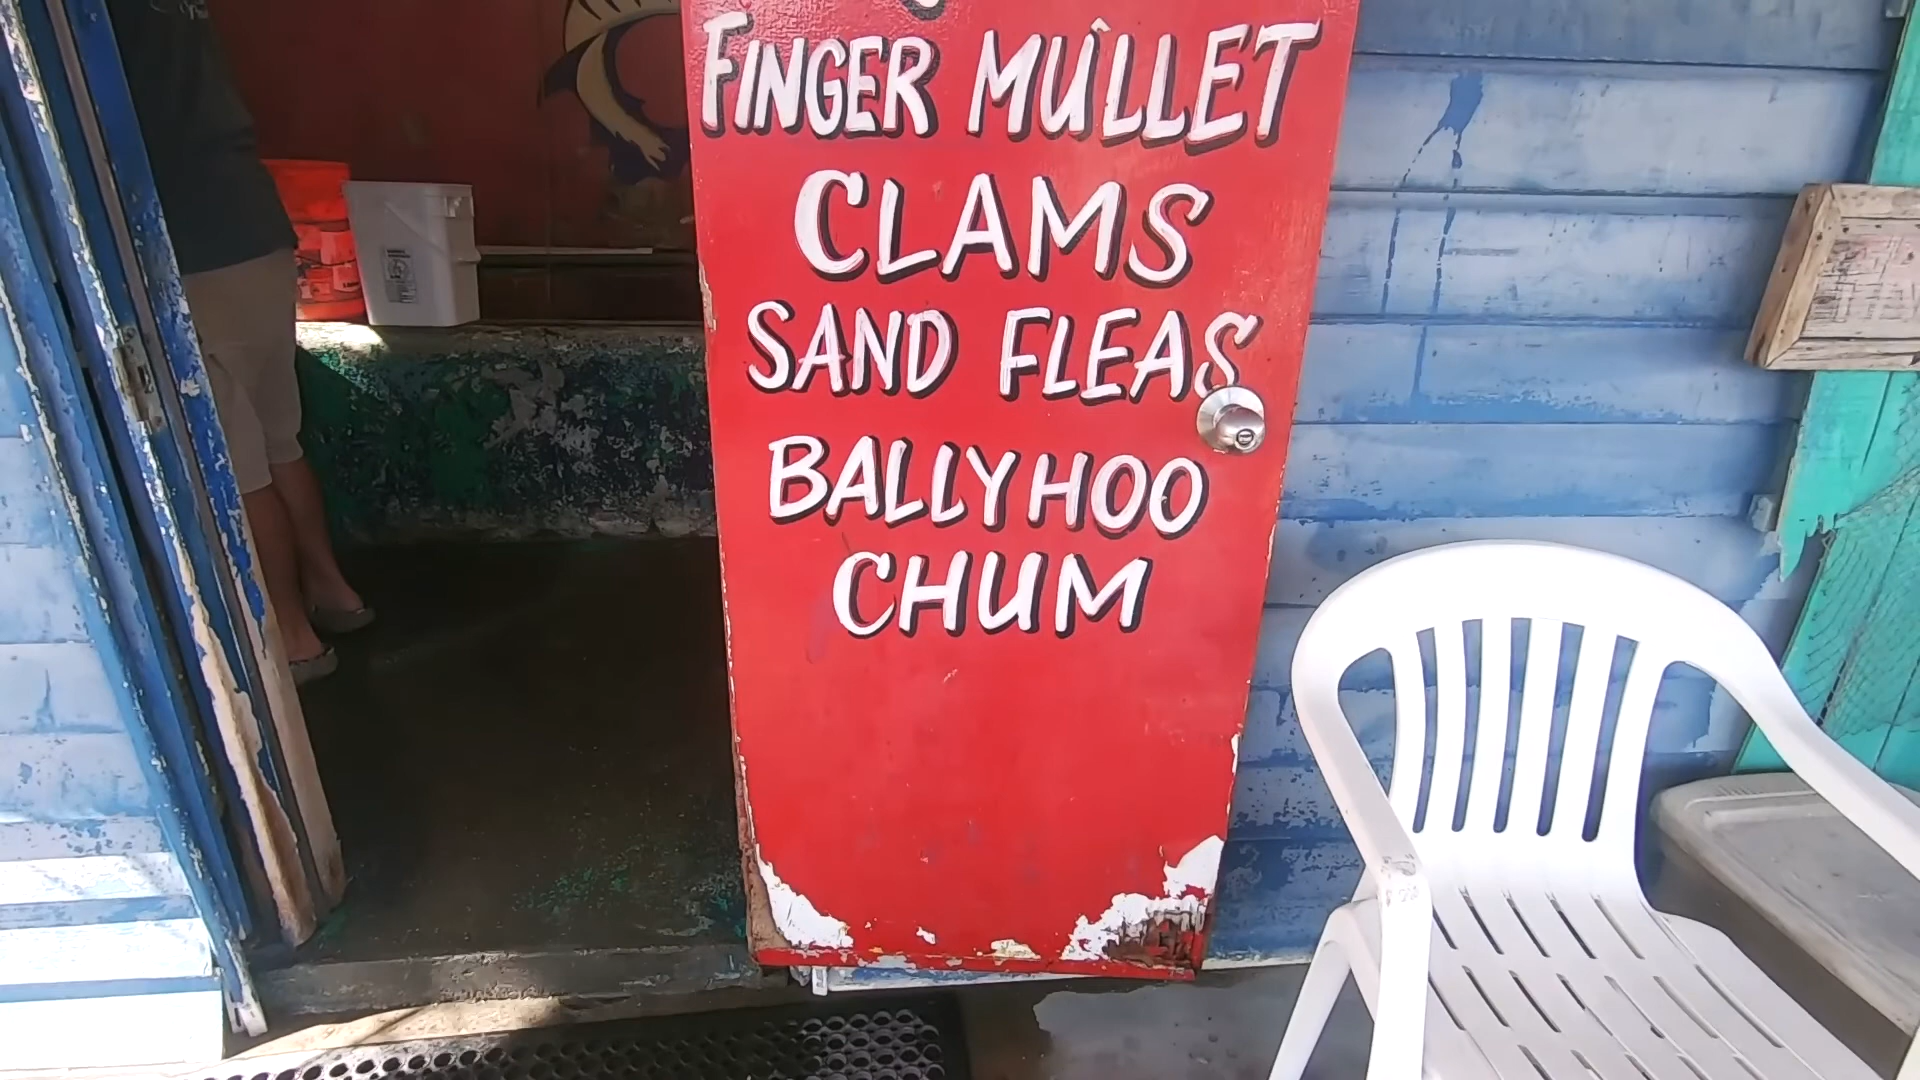 FINGER MULLET
CLAMS
SAND FLEAS
BALLYHOO
CHUM